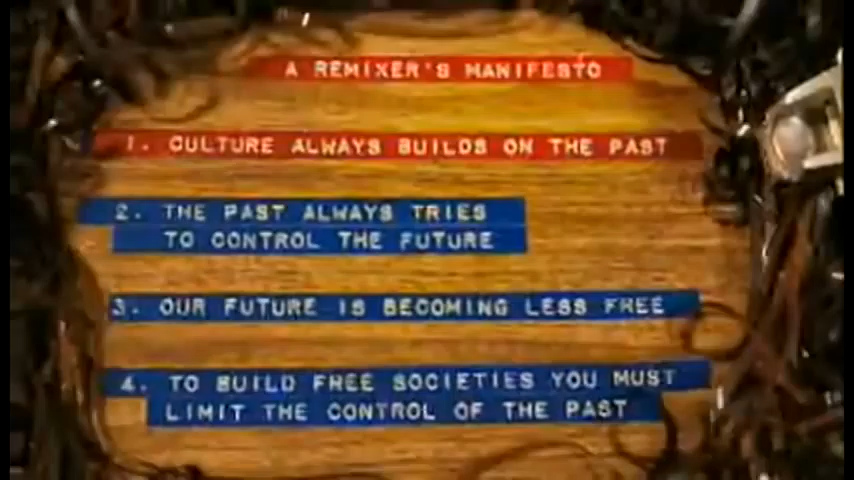 A REMIXER'S MANIFESTO
1. CULTURE ALWAYS BUILDS ON THE PAST
2. THE PAST ALWAYS TRIES
TO CONTROL THE FUTURE
3. OUR FUTURE IS BECOMING LESS FREE
4. TO BUILD FREE SOCIETIES YOU MUST
LIMIT THE CONTROL OF THE PAST